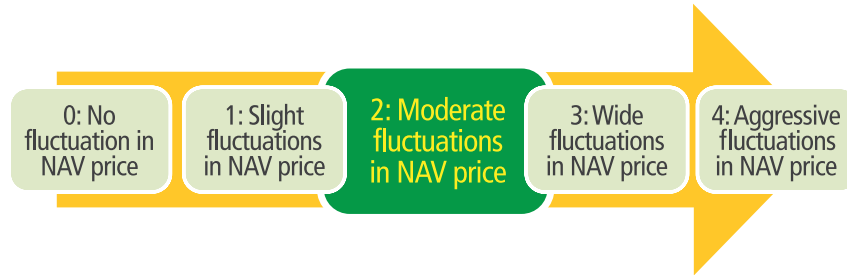 0: No
fluctuation in
NAV price
1: Slight
fluctuations
in NAV price
2: Moderate
fluctuations
in NAV price
3: Wide
fluctuations
in NAV price
4: Aggressive
fluctuations
in NAV price